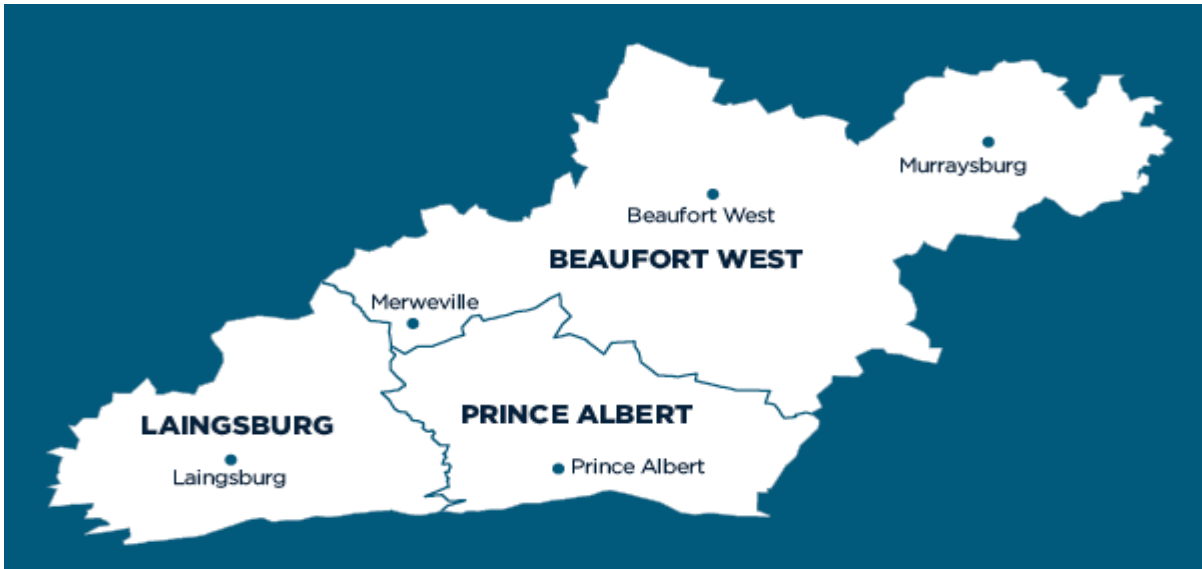 Murraysburg
Beaufort West
BEAUFORT WEST
Merweville
PRINCE ALBERT
LAINGSBURG
Prince Albert
Laingsburg